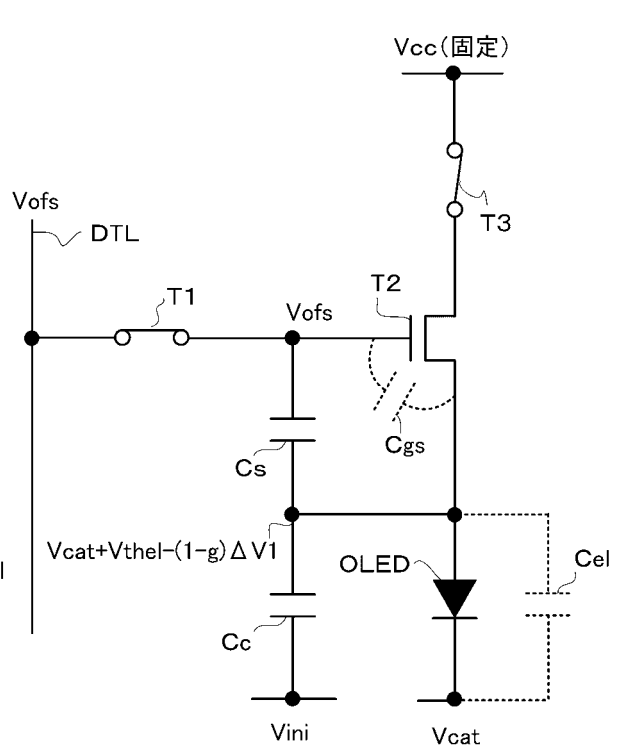 Vcc(固定)
Vofs
DTL
T3
T1
Vofs
T2
Cgs
Cs
Vcat+Vthel-(1-g)ΔV1
OLED
Cel
l
Cc
Vini
Vcat